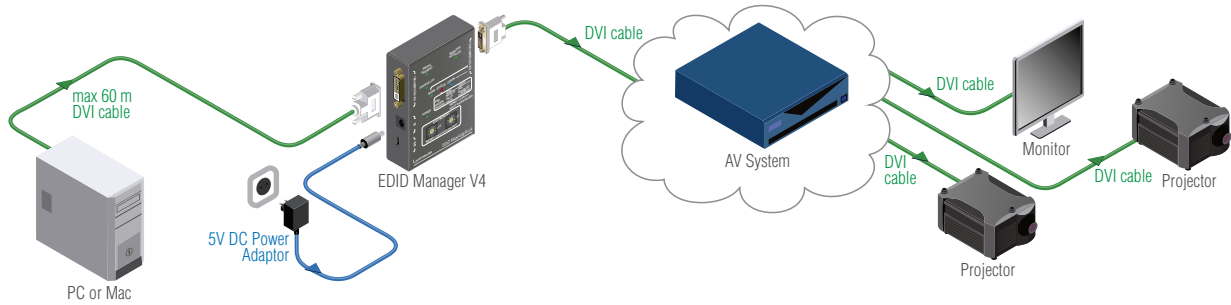 DVI cable
max 60 m
DVI cable
DVI cable
Monitor
AV System
DVI
cable
DVI cable
Projector
EDID Manager V4
5V DC Power
Adaptor
Projector
PC or Mac